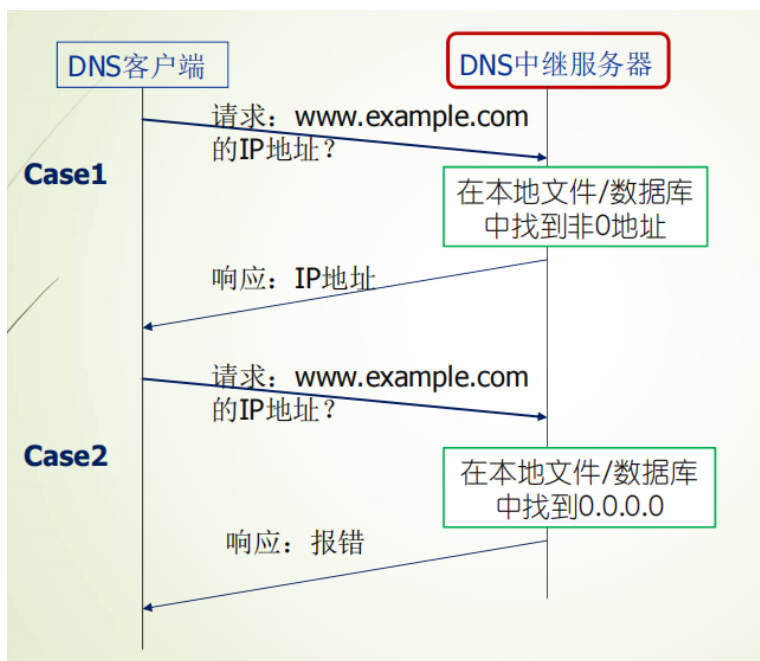 DNS客户端
DNS中继服务器
请求：www.example.com
的IP地址？
Case1
在本地文件/数据库
中找到非0地址
响应：IP地址
请求：www.example.com
的IP地址？
Case2
在本地文件/数据库
中找到0.0.0.0
响应：报错